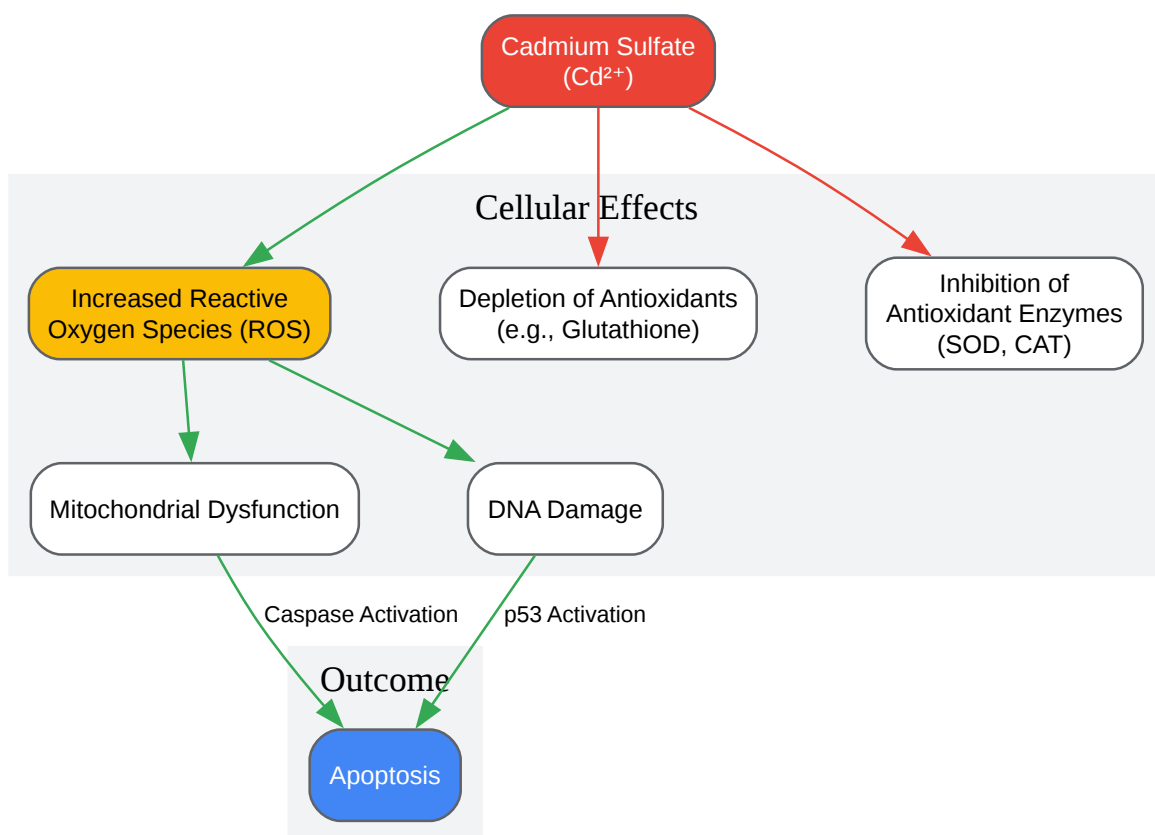 Cadmium Sulfate
(Cd²⁺)
Cellular Effects
Increased Reactive
Oxygen Species (ROS)
Depletion of Antioxidants
(e.g., Glutathione)
Inhibition of
Antioxidant Enzymes
(SOD, CAT)
Mitochondrial Dysfunction
DNA Damage
Caspase Activation
p53 Activation
Outcome
Apoptosis